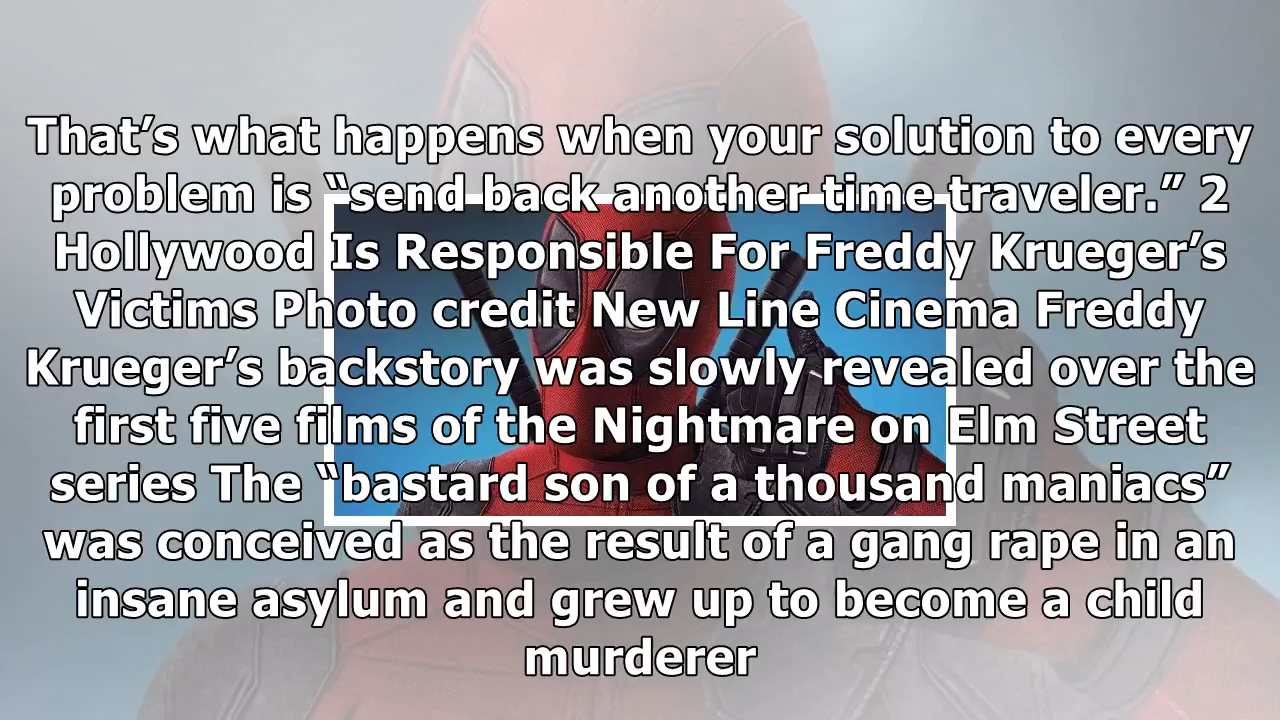 That’s what happens when your solution to every
problem is “send back another time traveler.” 2
Hollywood Is Responsible For Freddy Krueger’s
Victims Photo credit New Line Cinema Freddy
Krueger’s backstory was slowly revealed over the
first five films of the Nightmare on Elm Street
series The “bastard son of a thousand maniacs”
was conceived as the result of a gang rape in an
insane asylum and grew up to become a child
murderer